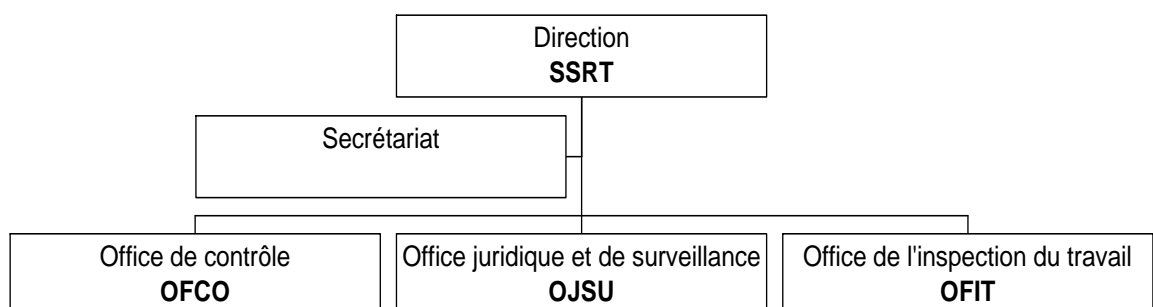 Direction
SSRT
Secrétariat
Office de contrôle
OFCO
Office juridique et de surveillance
OJSU
Office de l'inspection du travail
OFIT